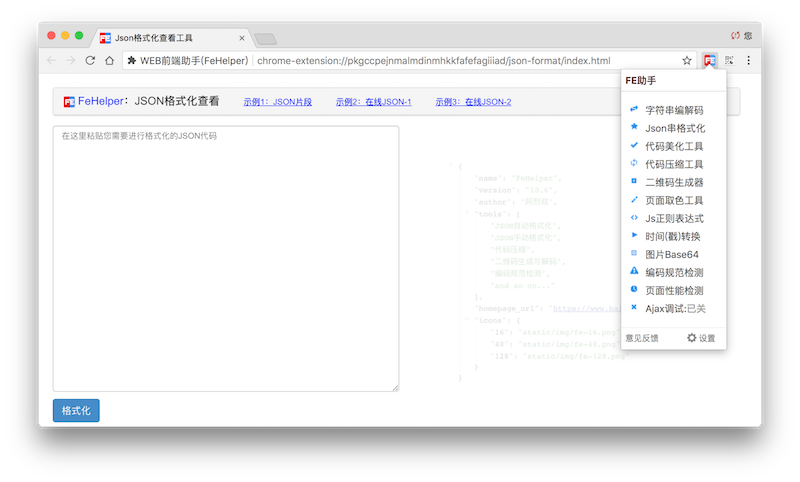 Json格式化查看工具
您
WEB前端助手(FeHelper)
chrome-extension://pkgccpejnmalmdinmhkkfafefagiiiad/json-format/index.html
FE助手
FeHelper：JSON格式化查看
示例1：JSON片段
示例2：在线JSON-1
示例3：在线JSON-2
在这里粘贴您需要进行格式化的JSON代码
格式化
{
"name": "FeHelper",
"version": "10.6",
"author": "阿烈叔",
"tools": [
"JSON自动格式化",
"JSON手动格式化",
"代码压缩",
"二维码生成与解码",
"编码规范检测",
"and so on..."
],
"homepage_url": "https://www.ba
"icons": {
"16": "static/img/fe-16.png"
"48": "static/img/fe-48.png"
"128": "static/img/fe-128.png"
}
}
字符串编解码
Json串格式化
代码美化工具
代码压缩工具
二维码生成器
页面取色工具
Js正则表达式
时间(戳)转换
图片Base64
编码规范检测
页面性能检测
Ajax调试:已关
意见反馈
设置